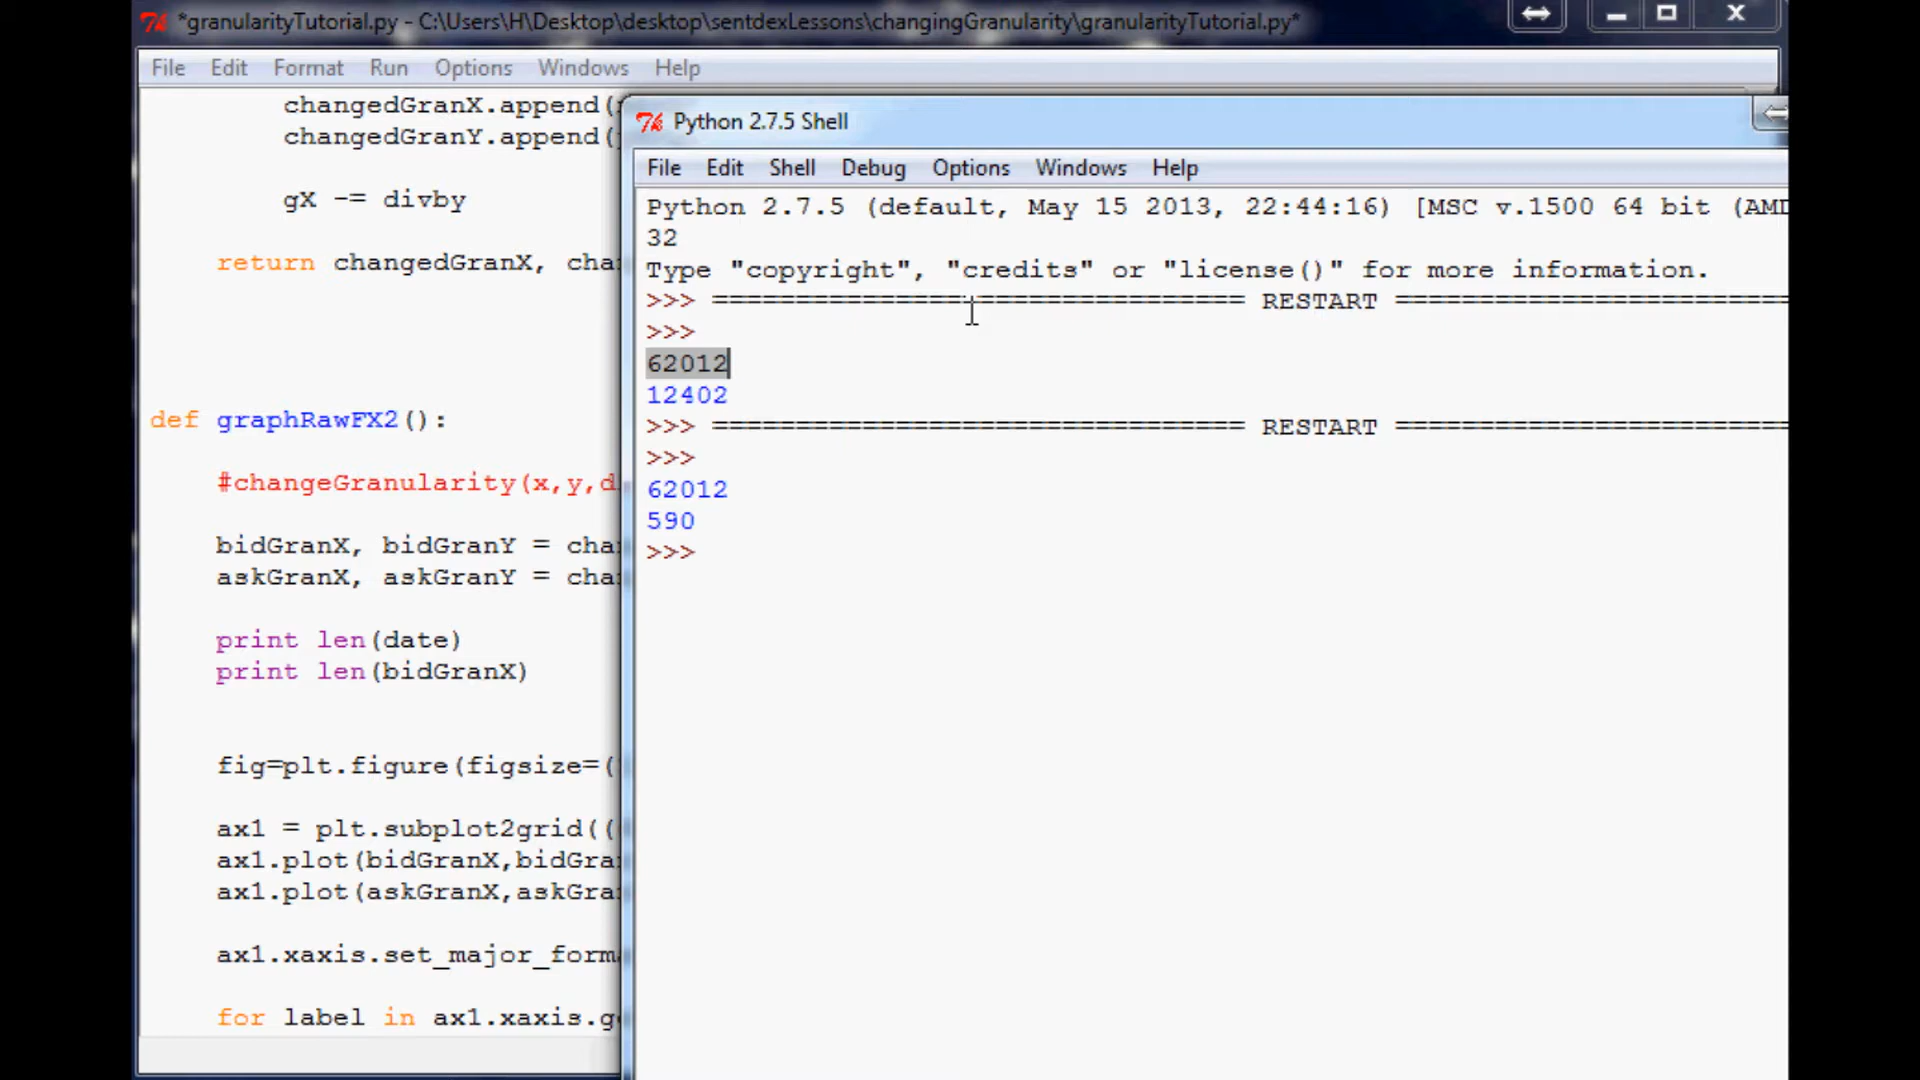 *granularityTutorial.py - C:\Users\H\Desktop\desktop\sentdexLessons\changingGranularity\granularityTutorial.py*
File Edit Format Run Options Windows Help
changedGranX.append(
changedGranY.append(
gX -= divby
return changedGranX, cha
def graphRawFX2():
#changeGranularity(x,y,d
bidGranX, bidGranY = cha
askGranX, askGranY = cha
print len(date)
print len(bidGranX)
fig=plt.figure(figsize=(
ax1 = plt.subplot2grid((
ax1.plot(bidGranX,bidGra
ax1.plot(askGranX,askGra
ax1.xaxis.set_major_form
for label in ax1.xaxis.g
Python 2.7.5 Shell
File Edit Shell Debug Options Windows Help
Python 2.7.5 (default, May 15 2013, 22:44:16) [MSC v.1500 64 bit (AMD
32
Type "copyright", "credits" or "license()" for more information.
>>> ================================ RESTART ========================
>>>
62012
12402
>>> ================================ RESTART ========================
>>>
62012
590
>>>